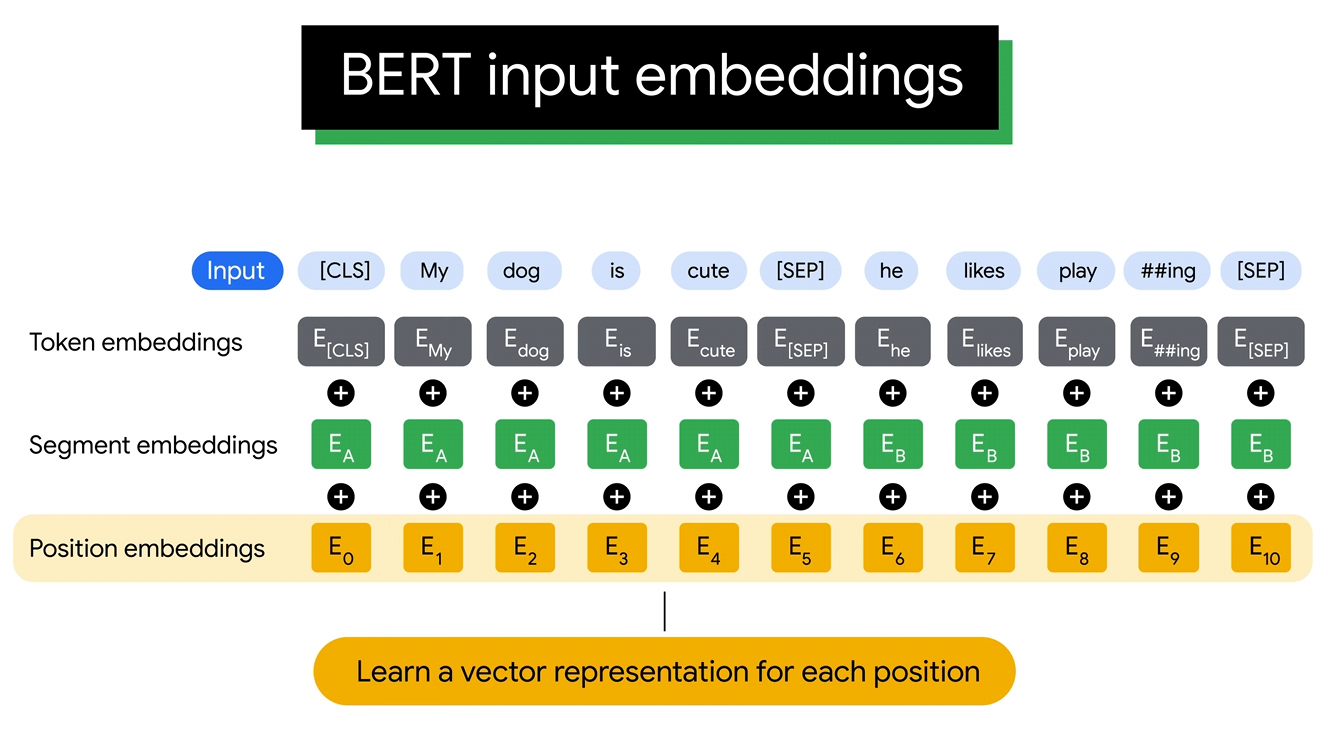 BERT input embeddings
Input [CLS] My dog is cute [SEP] he likes play ##ing [SEP]
Token embeddings E[CLS] EMy Edog Eis Ecute E[SEP] Ehe Elikes Eplay E##ing E[SEP]
+ + + + + + + + + + +
Segment embeddings EA EA EA EA EA EA EB EB EB EB EB
+ + + + + + + + + + +
Position embeddings E0 E1 E2 E3 E4 E5 E6 E7 E8 E9 E10
Learn a vector representation for each position